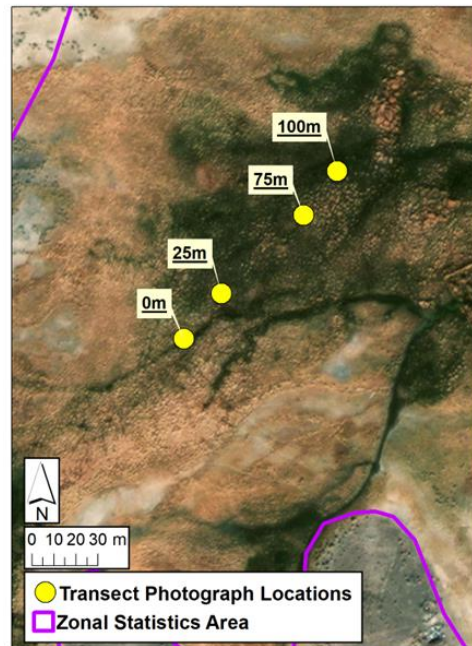 100m
75m
25m
0m
N
0 10 20 30 m
Transect Photograph Locations
Zonal Statistics Area